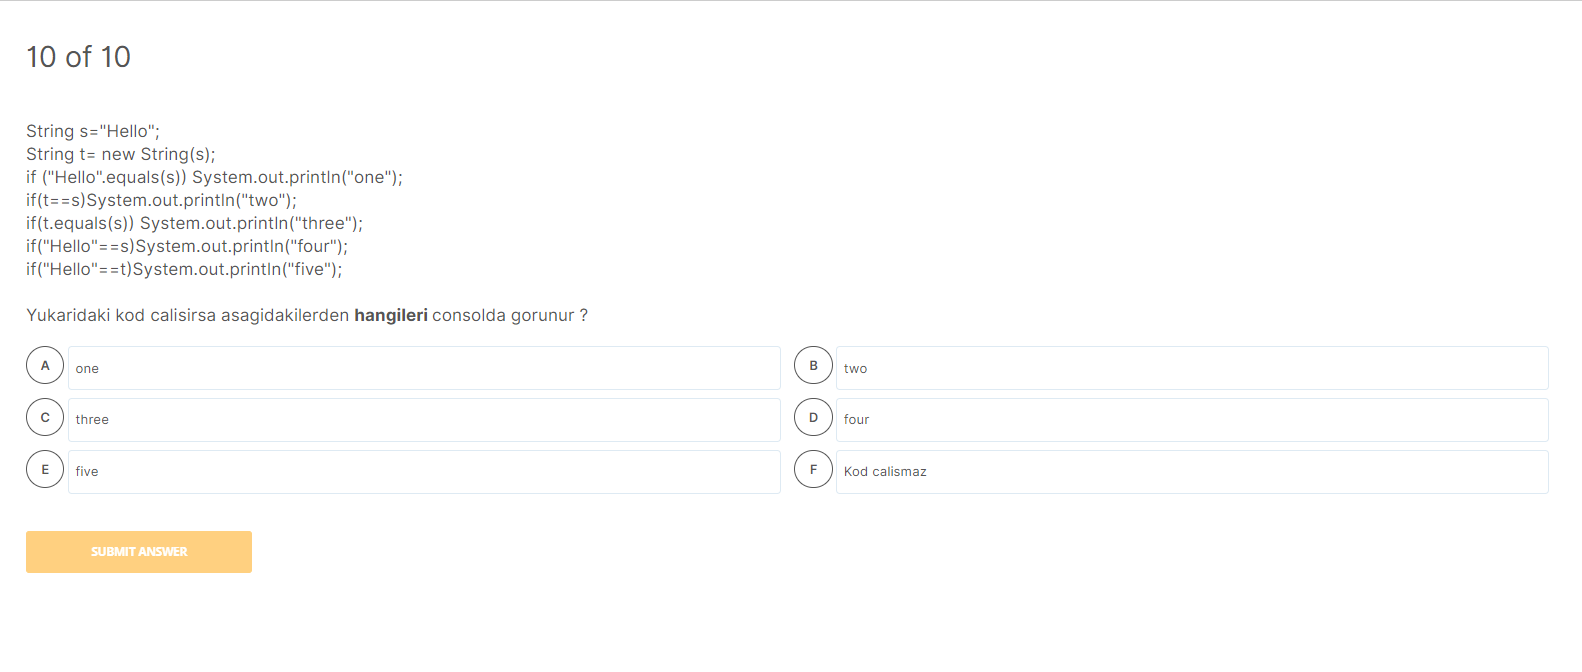 10 of 10
String s="Hello";
String t= new String(s);
if ("Hello".equals(s)) System.out.println("one");
if(t==s)System.out.println("two");
if(t.equals(s)) System.out.println("three");
if("Hello"==s)System.out.println("four");
if("Hello"==t)System.out.println("five");
Yukaridaki kod calisirsa asagidakilerden hangileri consolda gorunur ?
A one
B two
C three
D four
E five
F Kod calismaz
SUBMIT ANSWER